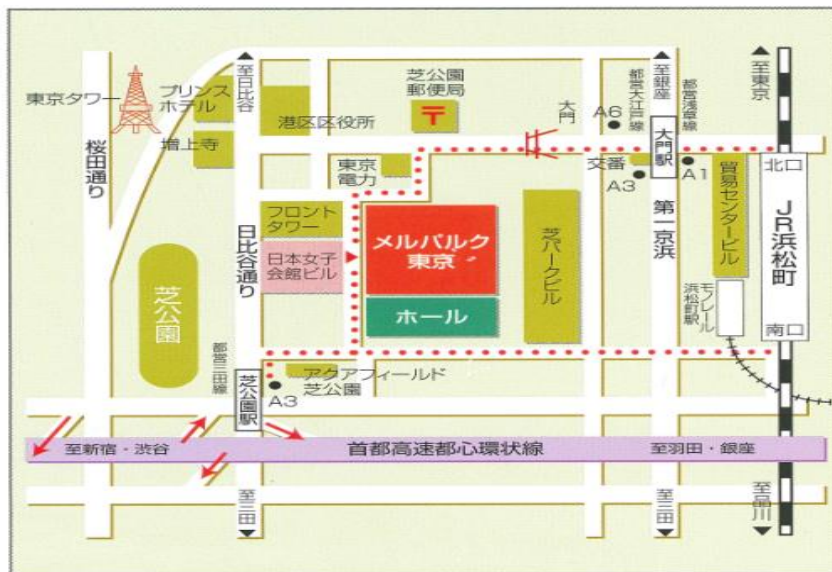 東京タワー
プリンス
ホテル
至日比谷
芝公園
郵便局
〒
大門
A6
都営大江戸線
至銀座
都営浅草線
至東京
桜田通り
増上寺
港区区役所
東京
電力
交番
A3
大門駅
A1
北口
貿易センタービル
JR浜松町
フロント
タワー
メルパルク
東京
芝パークビル
第一京浜
日比谷通り
日本女子
会館ビル
ホール
モノレール
浜松町駅
南口
芝公園
都営三田線
芝公園駅
アクアフィールド
芝公園
A3
至新宿・渋谷
首都高速都心環状線
至羽田・銀座
至三田
至三田
至品川